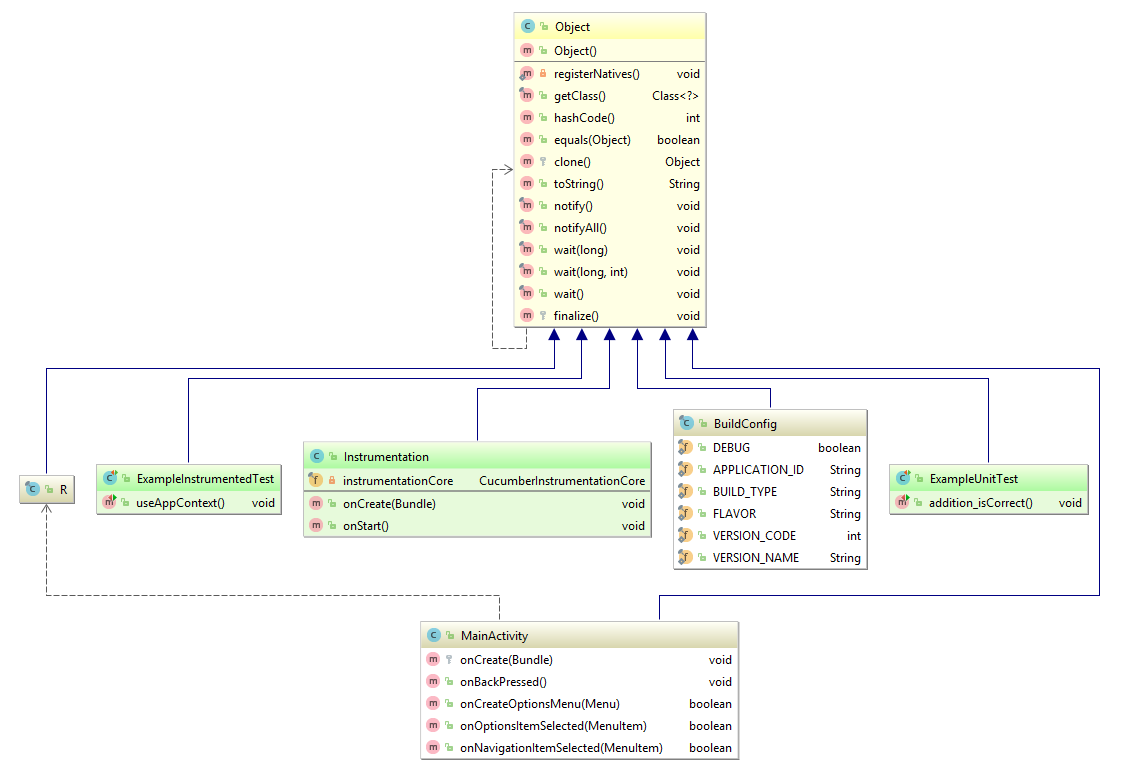 Object
Object()
registerNatives() void
getClass() Class<?>
hashCode() int
equals(Object) boolean
clone() Object
toString() String
notify() void
notifyAll() void
wait(long) void
wait(long, int) void
wait() void
finalize() void
R
ExampleInstrumentedTest
useAppContext() void
Instrumentation
instrumentationCore CucumberInstrumentationCore
onCreate(Bundle) void
onStart() void
BuildConfig
DEBUG boolean
APPLICATION_ID String
BUILD_TYPE String
FLAVOR String
VERSION_CODE int
VERSION_NAME String
ExampleUnitTest
addition_isCorrect() void
MainActivity
onCreate(Bundle) void
onBackPressed() void
onCreateOptionsMenu(Menu) boolean
onOptionsItemSelected(MenuItem) boolean
onNavigationItemSelected(MenuItem) boolean